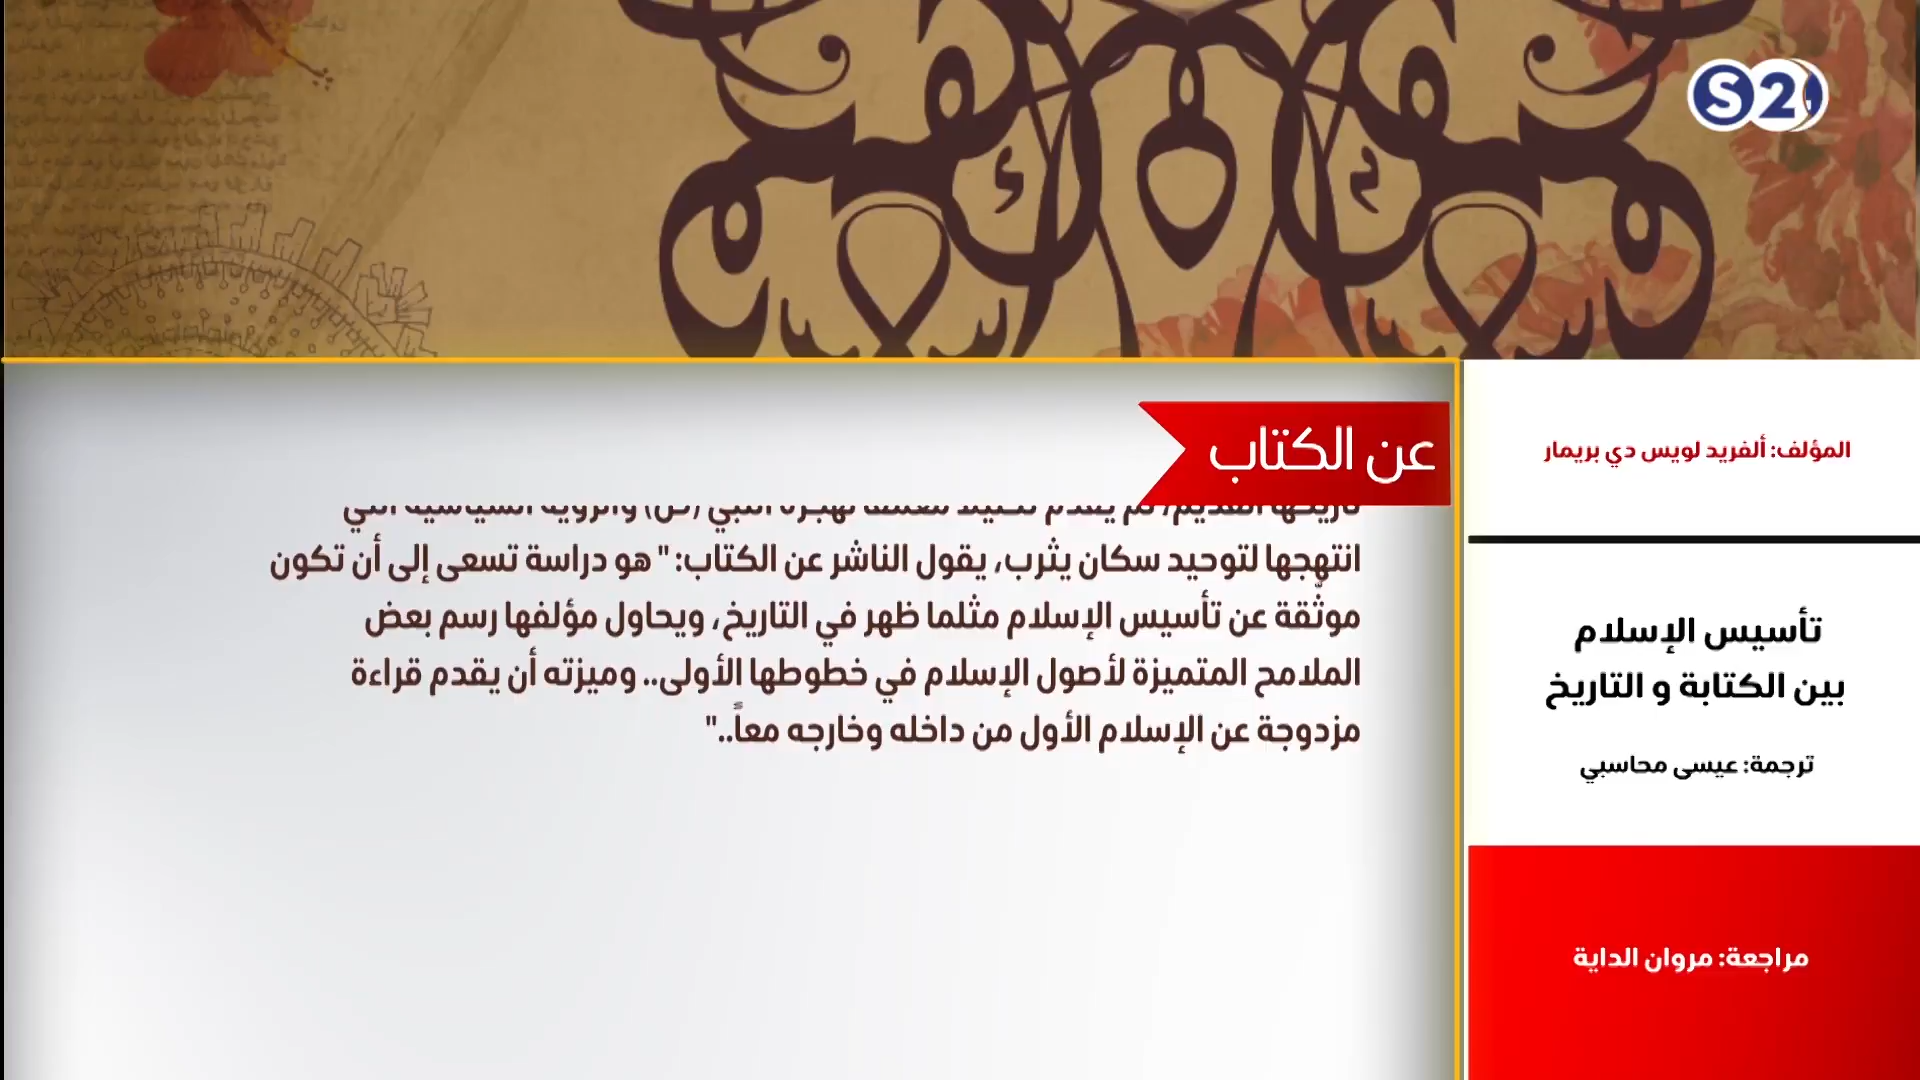 S24
عن الكتاب
انتهجها لتوحيد سكان يثرب، يقول الناشر عن الكتاب: " هو دراسة تسعى إلى أن تكون
موثّقة عن تأسيس الإسلام مثلما ظهر في التاريخ، ويحاول مؤلفها رسم بعض
الملامح المتميزة لأصول الإسلام في خطوطها الأولى.. وميزته أن يقدم قراءة
مزدوجة عن الإسلام الأول من داخله وخارجه معاً.."
المؤلف: ألفريد لويس دي بريمار
تأسيس الإسلام
بين الكتابة و التاريخ
ترجمة: عيسى محاسبي
مراجعة: مروان الداية